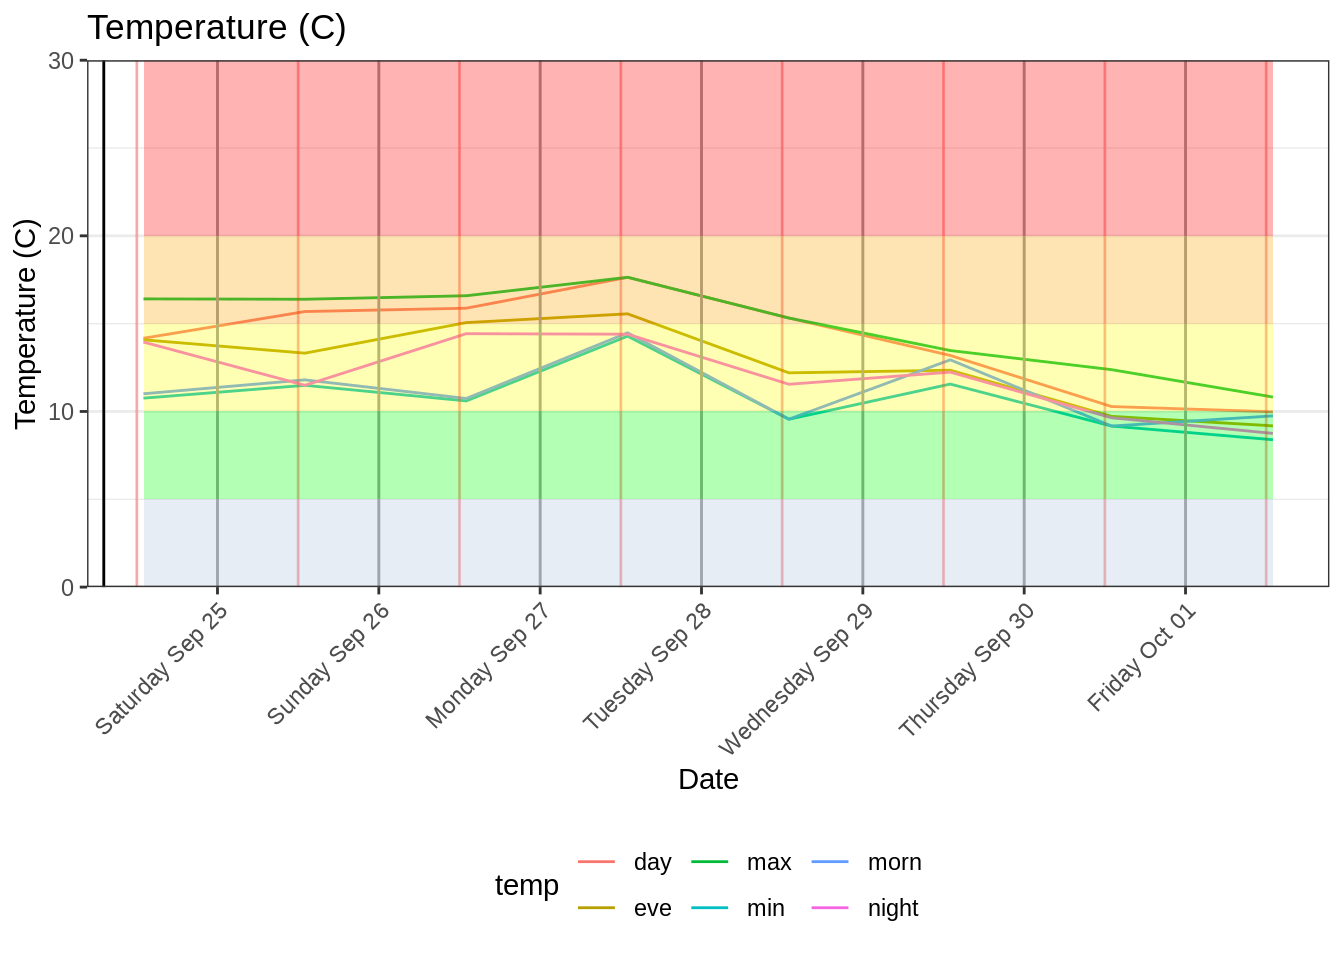 Temperature (C)
30
20
10
0
Temperature (C)
Saturday Sep 25
Sunday Sep 26
Monday Sep 27
Tuesday Sep 28
Wednesday Sep 29
Thursday Sep 30
Friday Oct 01
Date
temp
day
max
morn
eve
min
night